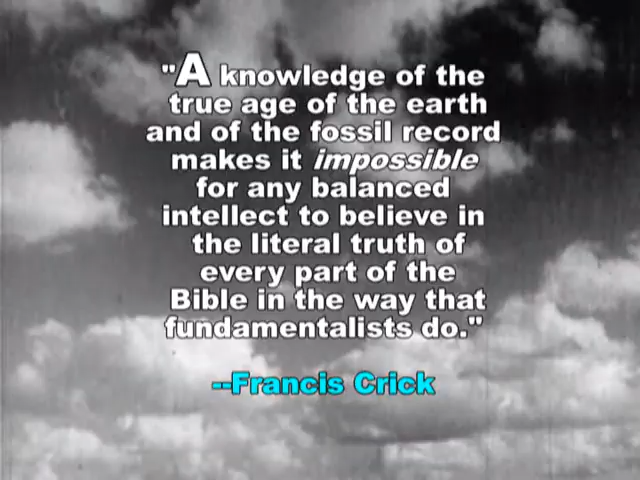 "A knowledge of the
true age of the earth
and of the fossil record
makes it impossible
for any balanced
intellect to believe in
the literal truth of
every part of the
Bible in the way that
fundamentalists do."
--Francis Crick